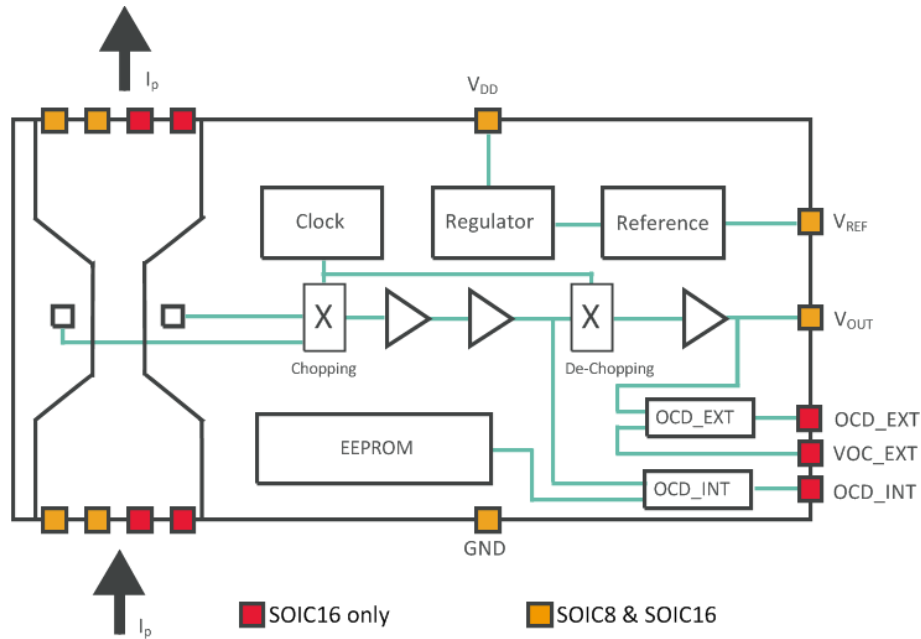 Ip
VDD
Clock
Regulator
Reference
VREF
X
X
VOUT
Chopping
De-Chopping
OCD_EXT
OCD_EXT
VOC_EXT
EEPROM
OCD_INT
OCD_INT
GND
Ip
SOIC16 only
SOIC8 & SOIC16